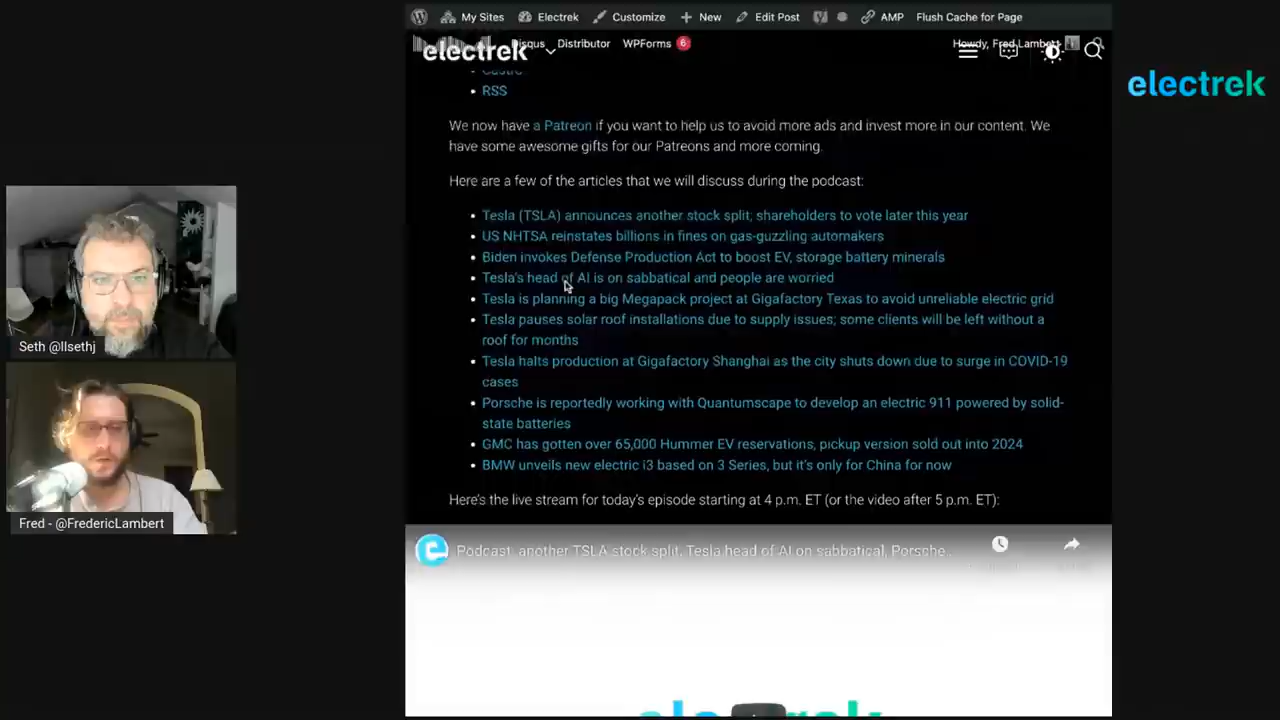 My Sites Electrek Customize + New Edit Post AMP Flush Cache for Page
Disqus Distributor WPForms 6 Howdy, Fred Lambert
electrek
electrek
Castro
RSS
We now have a Patreon if you want to help us to avoid more ads and invest more in our content. We
have some awesome gifts for our Patreons and more coming.
Here are a few of the articles that we will discuss during the podcast:
• Tesla (TSLA) announces another stock split; shareholders to vote later this year
• US NHTSA reinstates billions in fines on gas-guzzling automakers
• Biden invokes Defense Production Act to boost EV, storage battery minerals
• Tesla's head of AI is on sabbatical and people are worried
• Tesla is planning a big Megapack project at Gigafactory Texas to avoid unreliable electric grid
• Tesla pauses solar roof installations due to supply issues; some clients will be left without a
roof for months
• Tesla halts production at Gigafactory Shanghai as the city shuts down due to surge in COVID-19
cases
• Porsche is reportedly working with Quantumscape to develop an electric 911 powered by solid-
state batteries
• GMC has gotten over 65,000 Hummer EV reservations, pickup version sold out into 2024
• BMW unveils new electric i3 based on 3 Series, but it's only for China for now
Here's the live stream for today's episode starting at 4 p.m. ET (or the video after 5 p.m. ET):
e Podcast: another TSLA stock split, Tesla head of AI on sabbatical, Porsche...
electrek
Seth @llsethj
Fred - @FredericLambert